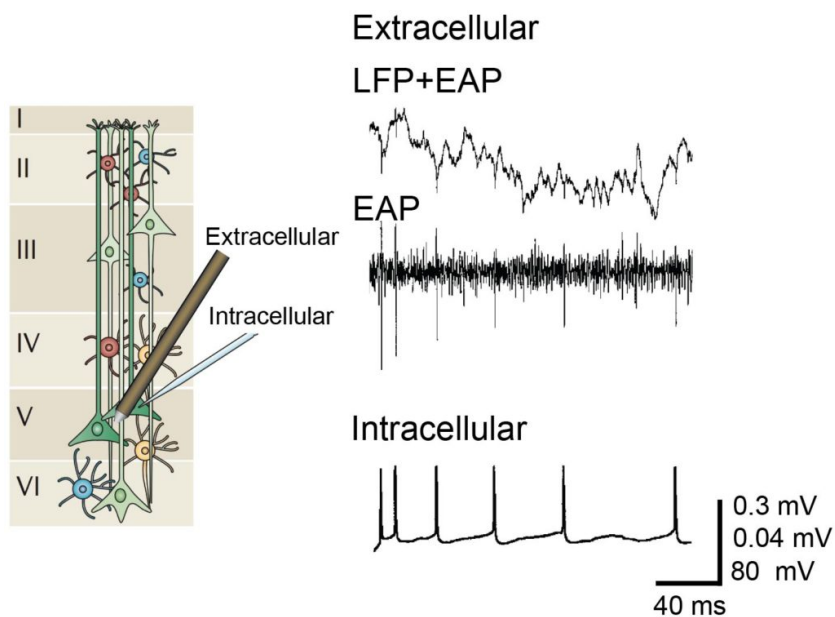 Extracellular
LFP+EAP
EAP
I
II
III
IV
V
VI
Extracellular
Intracellular
Intracellular
0.3 mV
0.04 mV
80 mV
40 ms